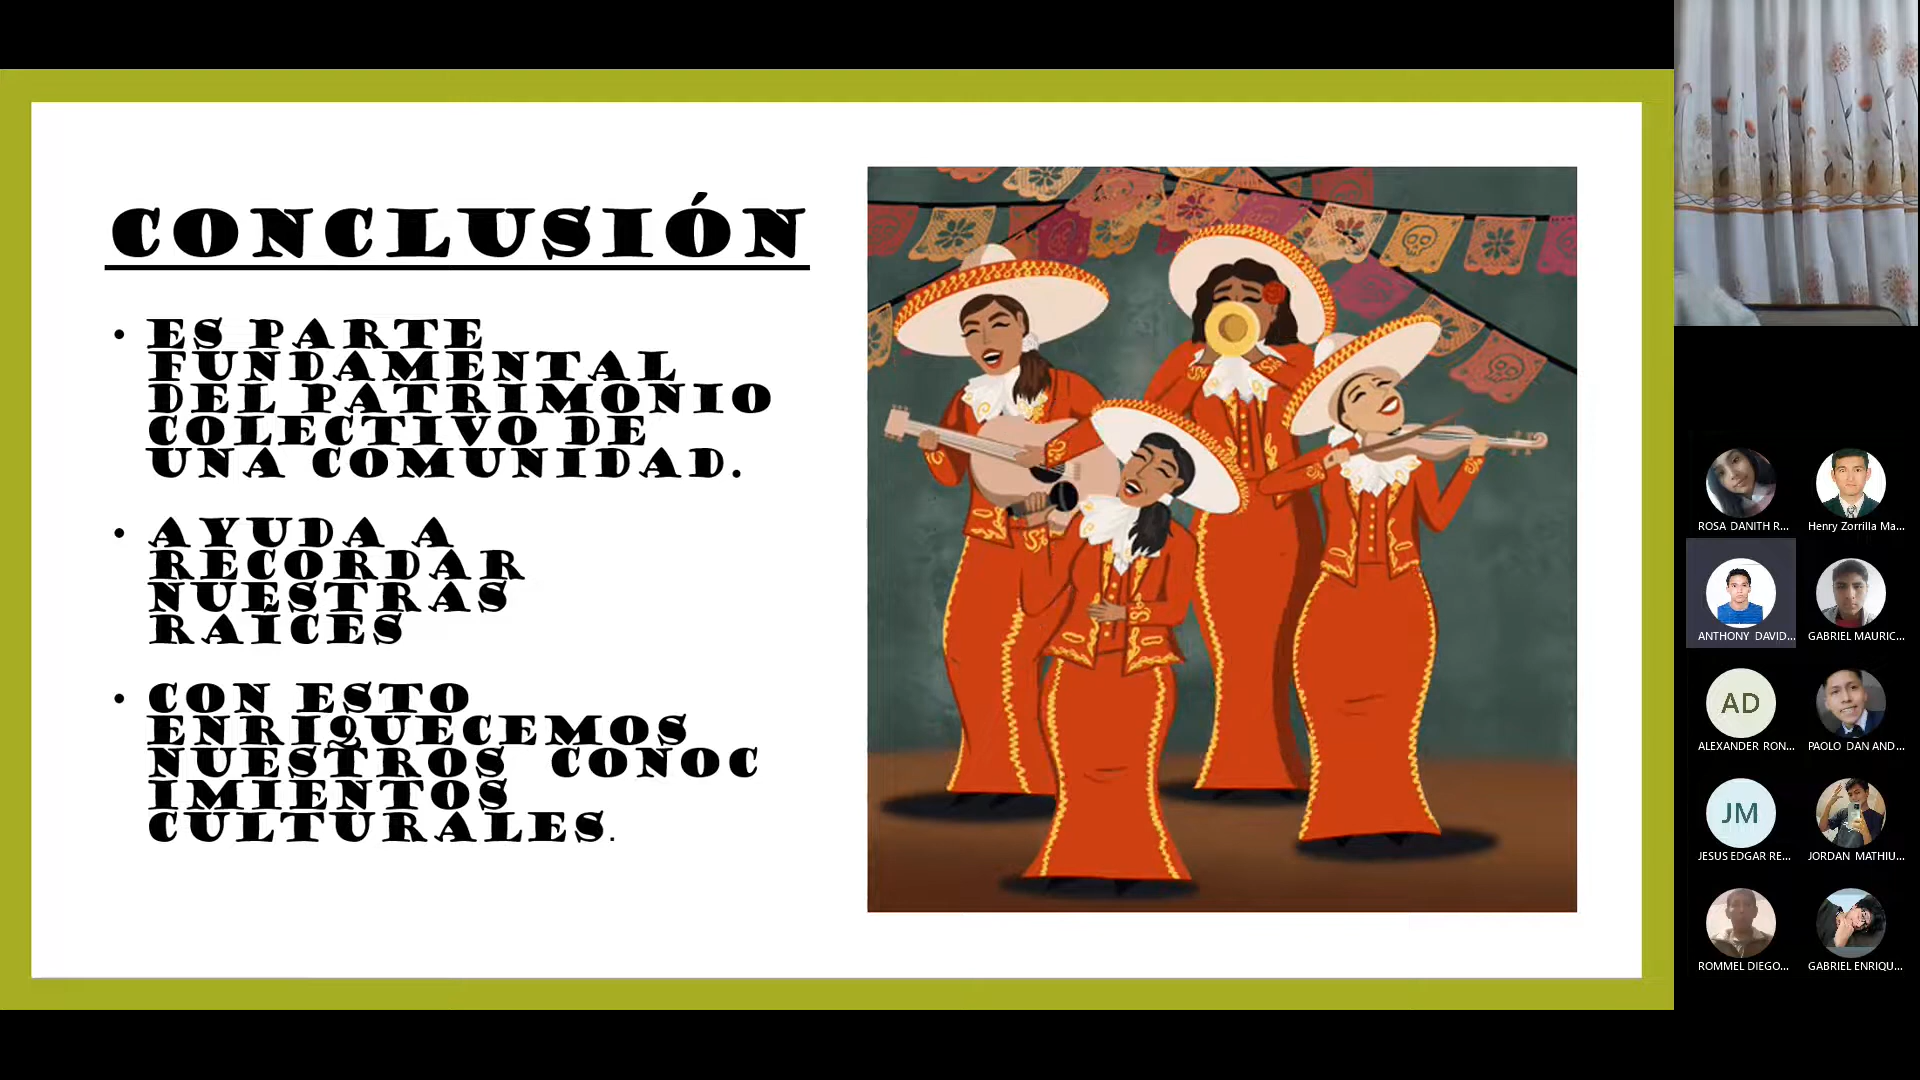 CONCLUSIÓN
• ES PARTE
FUNDAMENTAL
DEL PATRIMONIO
COLECTIVO DE
UNA COMUNIDAD.
• AYUDA A
RECORDAR
NUESTRAS
RAÍCES
• CON ESTO
ENRIQUECEMOS
NUESTROS CONOC
IMIENTOS
CULTURALES.
ROSA DANITH R...
Henry Zorrilla Ma...
ANTHONY DAVID...
GABRIEL MAURIC...
AD
ALEXANDER RON...
PAOLO DAN AND...
JM
JESUS EDGAR RE...
JORDAN MATHIU...
ROMMEL DIEGO...
GABRIEL ENRIQU...